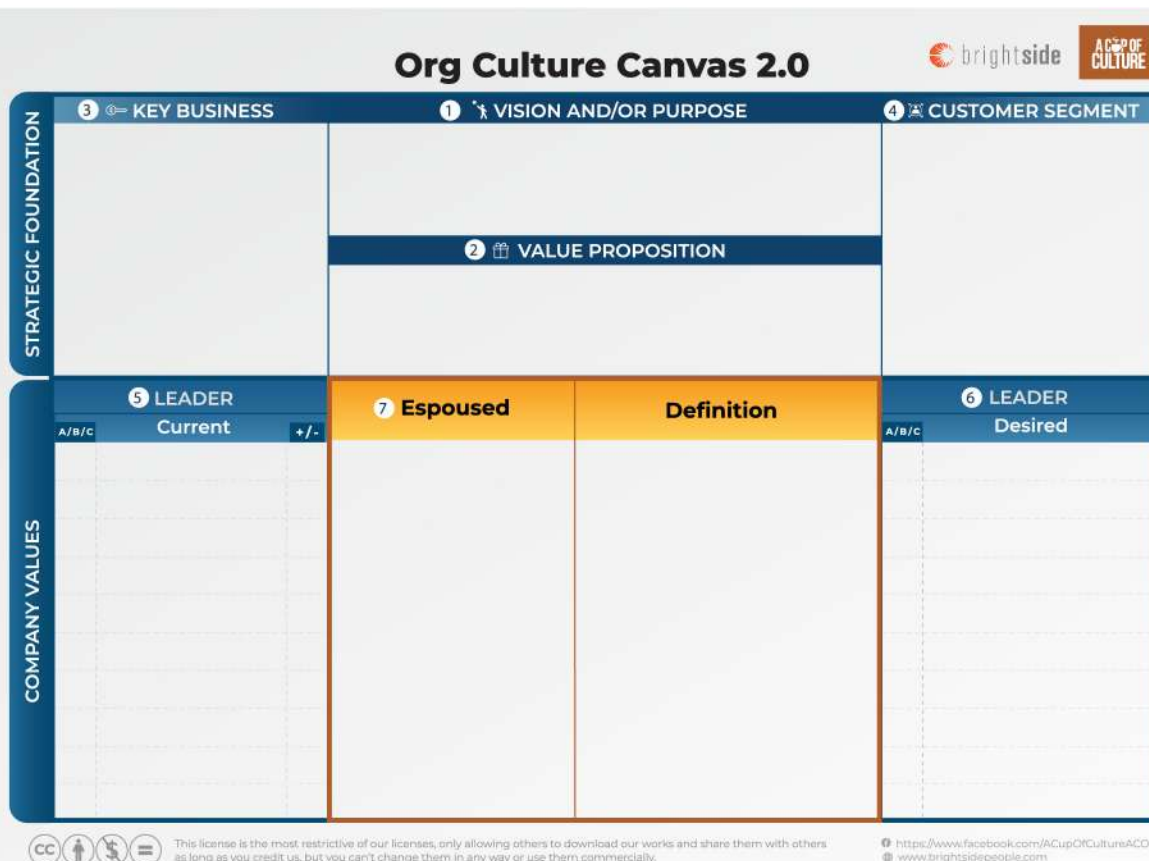 Org Culture Canvas 2.0
brightside
A CUP OF
CULTURE
STRATEGIC FOUNDATION
3 KEY BUSINESS
1 VISION AND/OR PURPOSE
4 CUSTOMER SEGMENT
2 VALUE PROPOSITION
COMPANY VALUES
5 LEADER
A/B/C Current +/-
7 Espoused
Definition
6 LEADER
A/B/C Desired
cc $ =
This license is the most restrictive of our licenses, only allowing others to download our works and share them with others
as long as you credit us, but you can't change them in any way or use them commercially.
https://www.facebook.com/ACupOfCultureACO
www.brightsidepeople.com